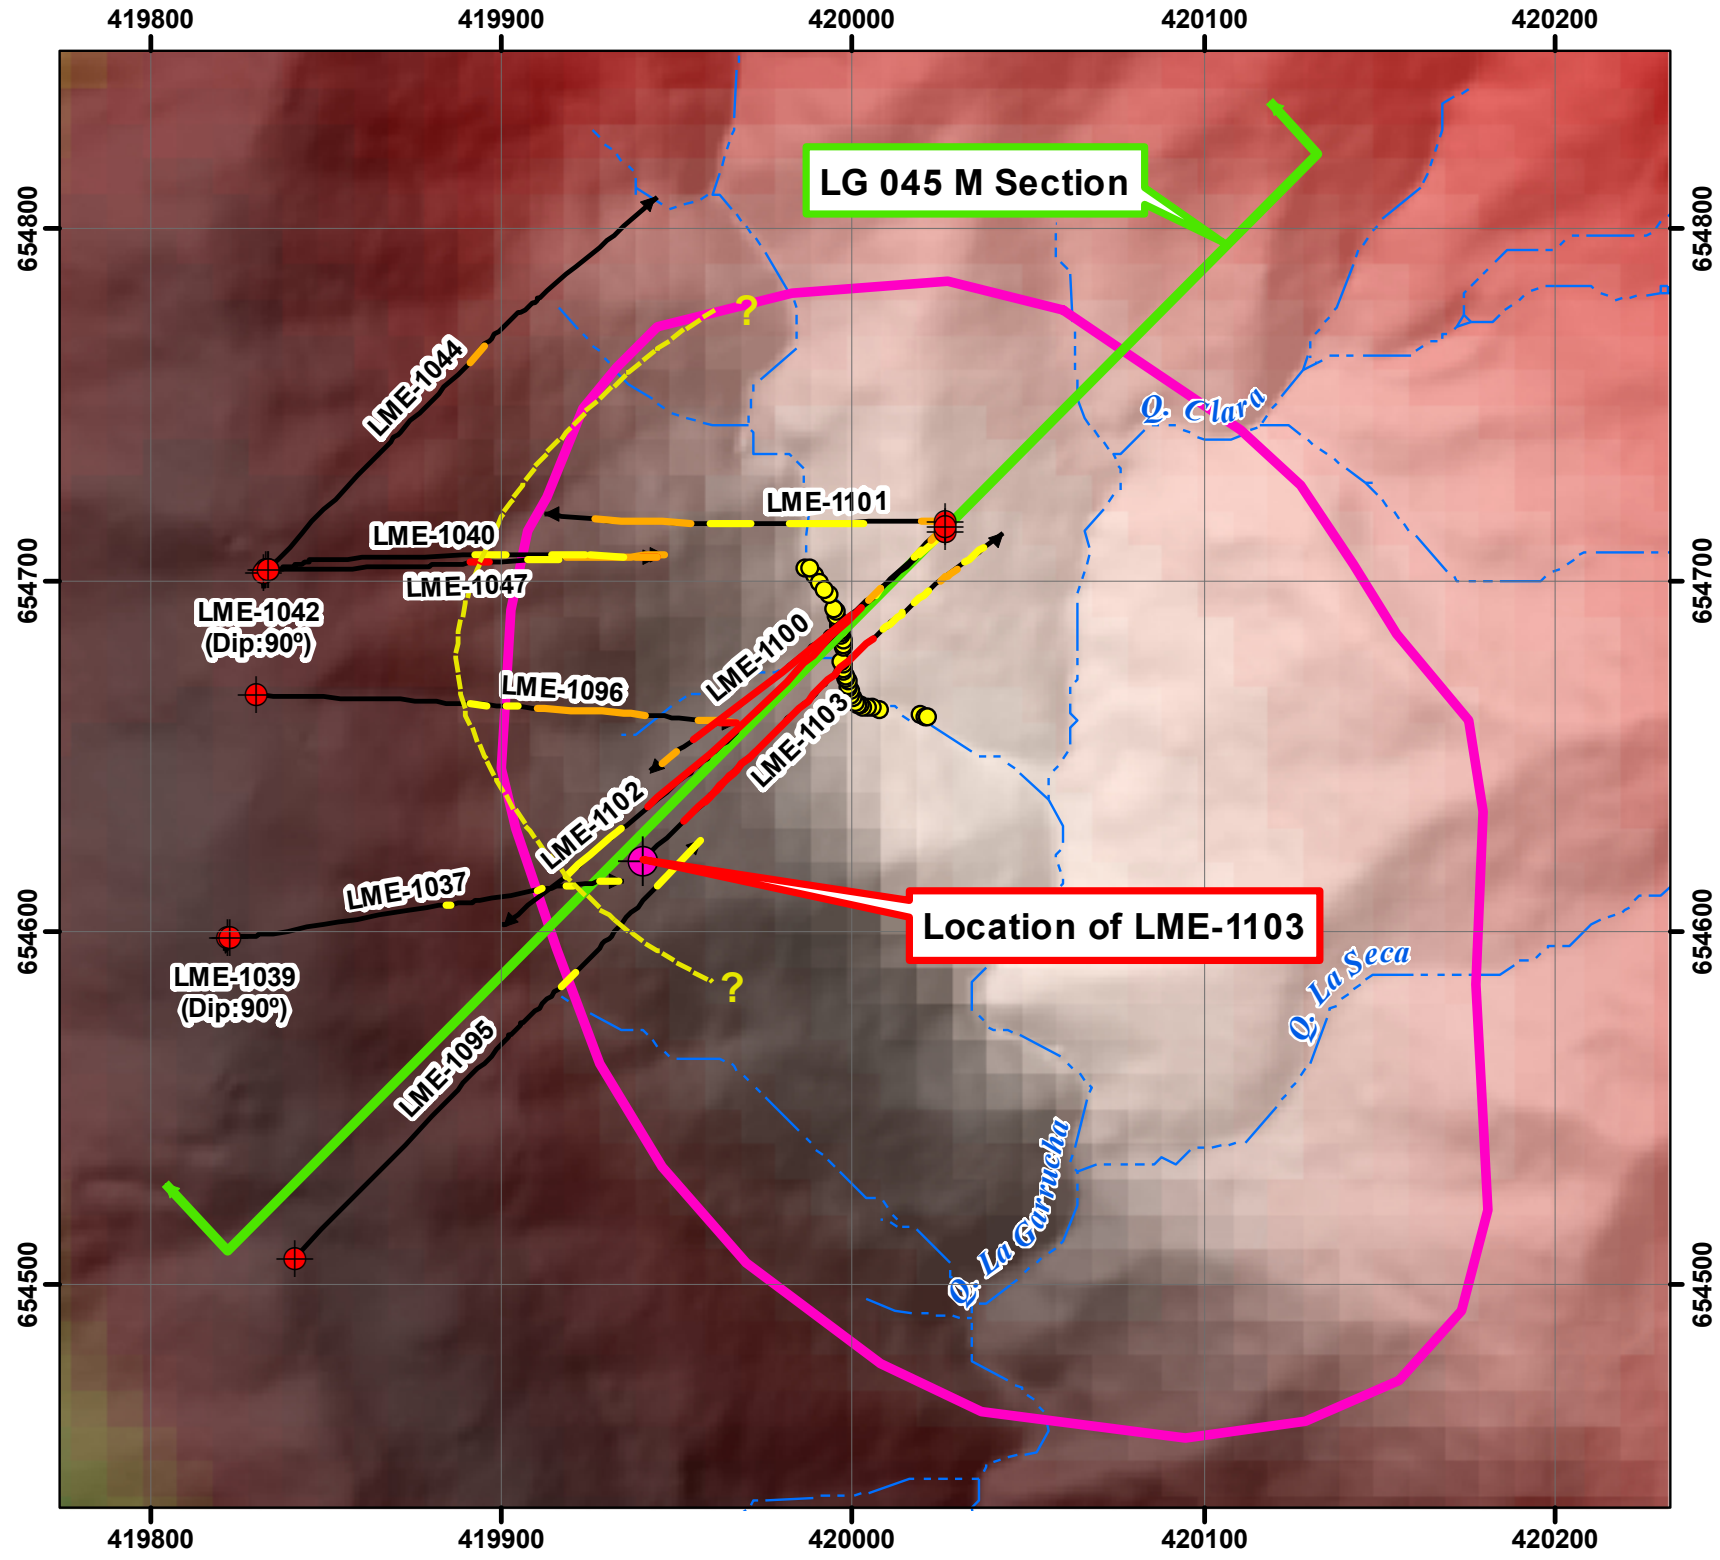 419800
419900
420000
420100
420200
654800
654800
LG 045 M Section
?
LME-1044
Q. Clara
LME-1101
LME-1040
654700
654700
LME-1047
LME-1042
(Dip:90º)
LME-1100
LME-1096
LME-1103
LME-1102
LME-1037
Location of LME-1103
654600
654600
LME-1039
(Dip:90º)
?
Q. La Seca
LME-1095
Q. La Garrucha
654500
654500
419800
419900
420000
420100
420200